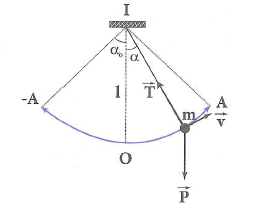 I
α₀ α
-A l T⃗ m A
v⃗
O
P⃗